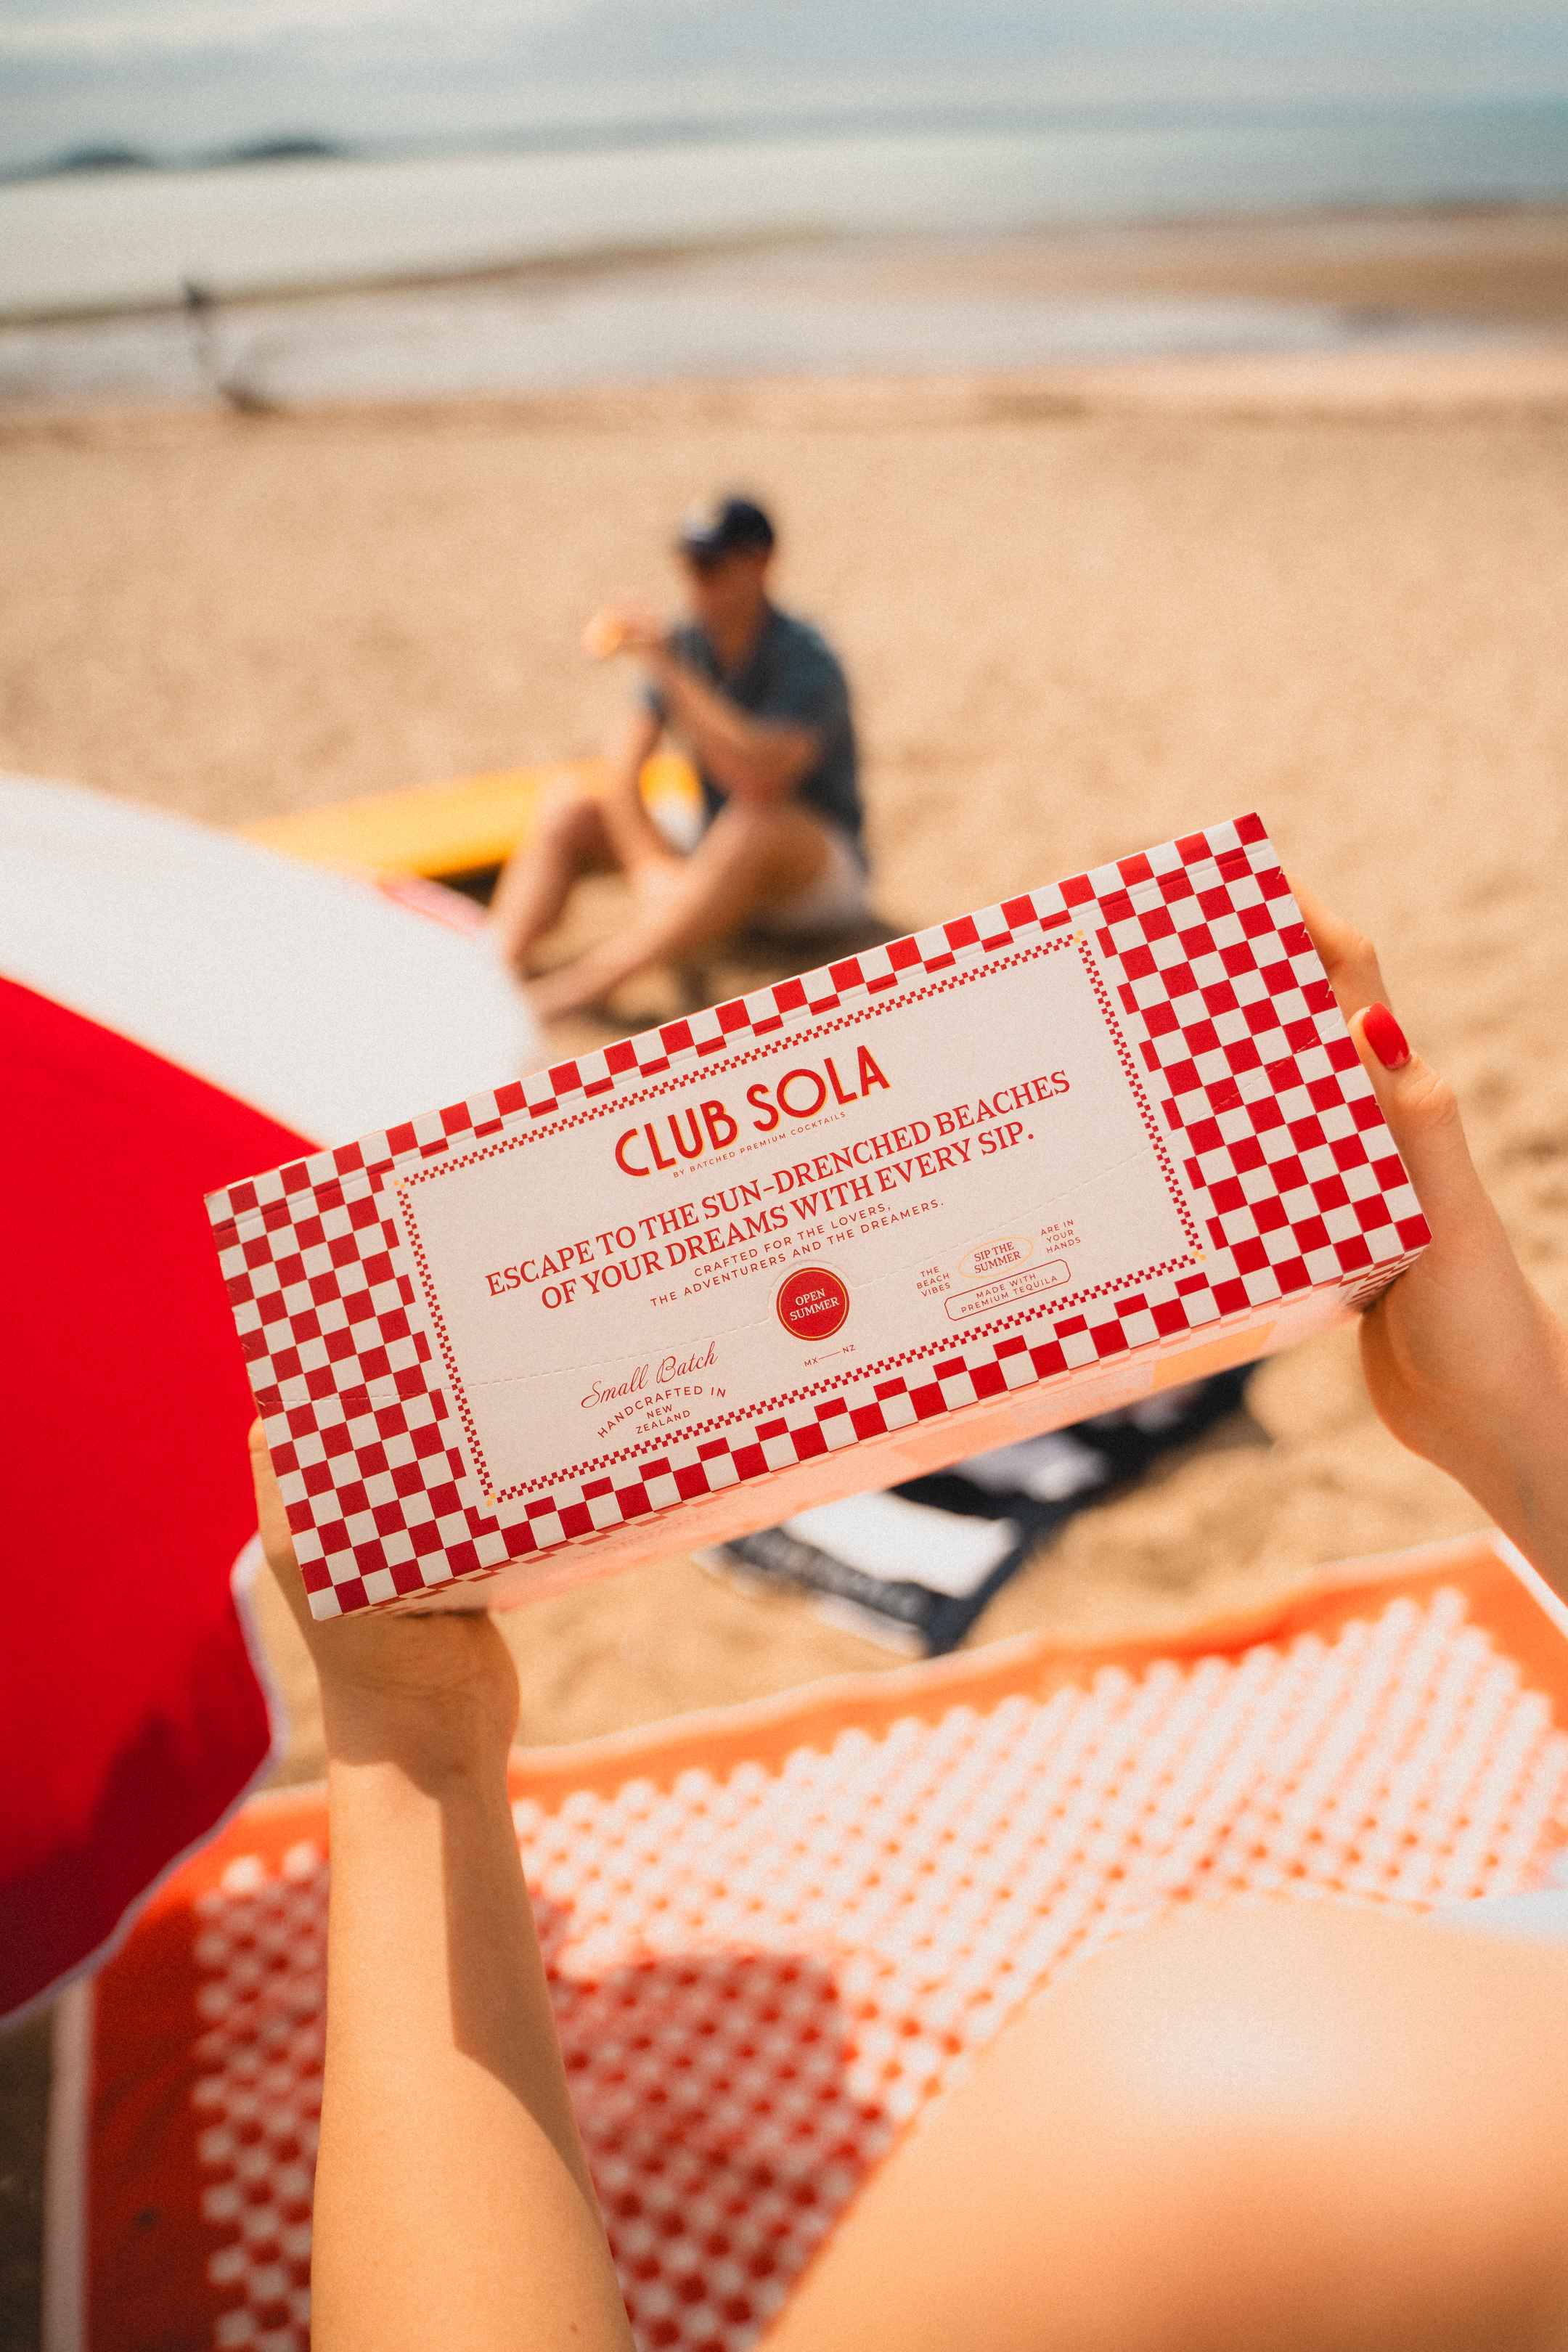 CLUB SOLA
BY BATCHED PREMIUM COCKTAILS
ESCAPE TO THE SUN-DRENCHED BEACHES
OF YOUR DREAMS WITH EVERY SIP.
CRAFTED FOR THE LOVERS,
THE ADVENTURERS AND THE DREAMERS.
Small Batch
HANDCRAFTED IN
NEW
ZEALAND
OPEN
SUMMER
MX NZ
THE
BEACH
VIBES
SIP THE
SUMMER
ARE IN
YOUR
HANDS
MADE WITH
PREMIUM TEQUILA